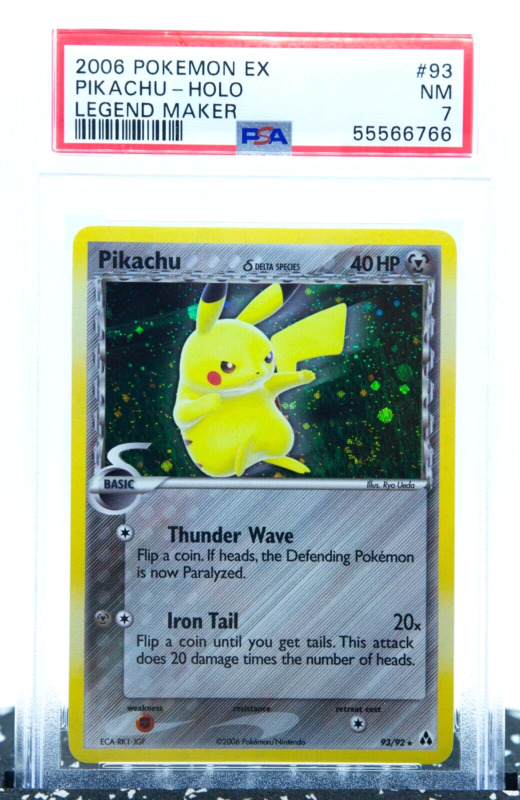 2006 POKEMON EX #93
PIKACHU - HOLO NM
LEGEND MAKER 7
PSA 55566766
Pikachu δ DELTA SPECIES 40 HP
BASIC
Illus. Ryo Ueda
Thunder Wave
Flip a coin. If heads, the Defending Pokémon
is now Paralyzed.
Iron Tail 20x
Flip a coin until you get tails. This attack
does 20 damage times the number of heads.
weakness resistance retreat cost
ECA-RK1-JGF ©2006 Pokémon/Nintendo 93/92 ★